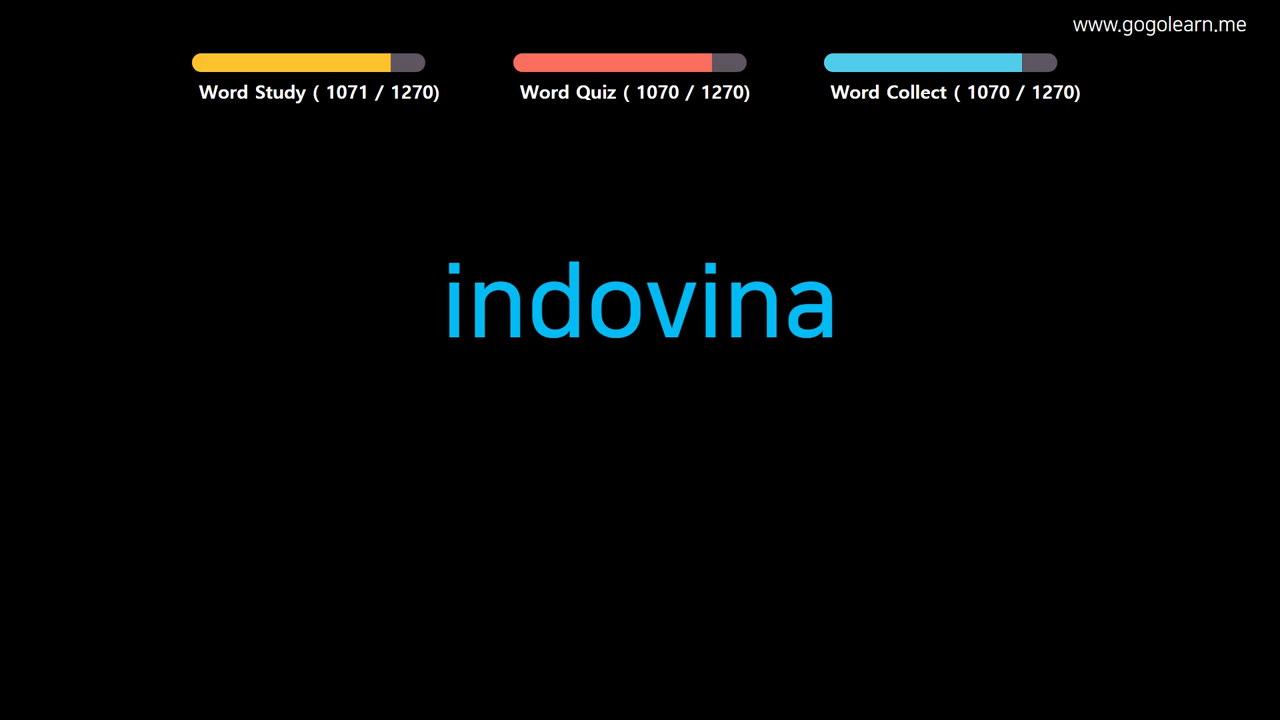 www.gogolearn.me
Word Study ( 1071 / 1270)
Word Quiz ( 1070 / 1270)
Word Collect ( 1070 / 1270)
indovina